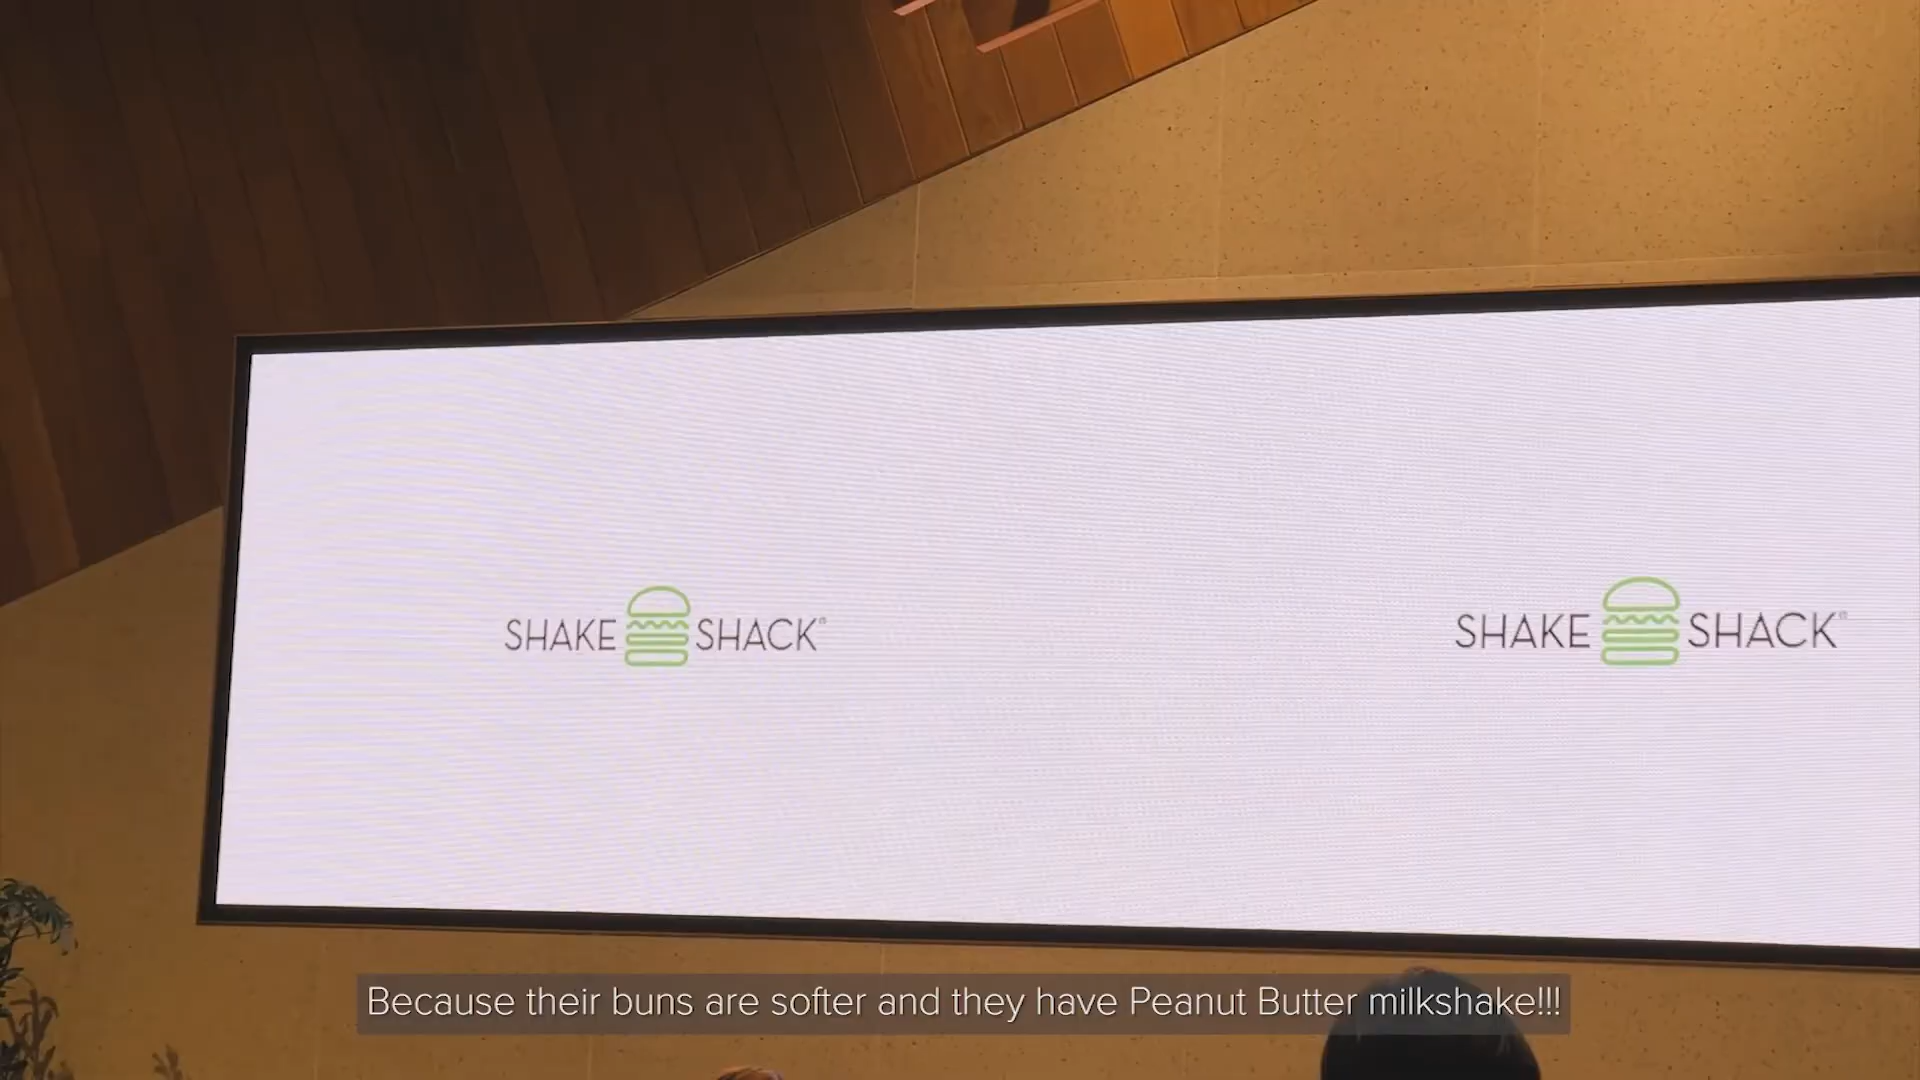 SHAKE SHACK
SHAKE SHACK
Because their buns are softer and they have Peanut Butter milkshake!!!